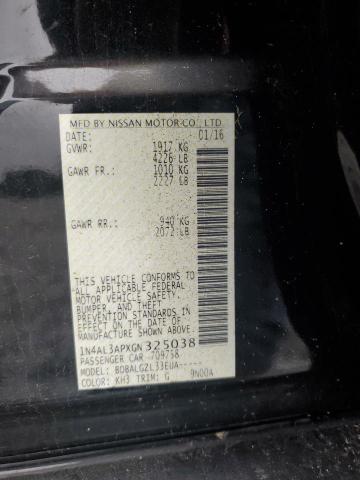 MFD BY NISSAN MOTOR CO., LTD.
DATE: 01/16
GVWR: 1917 KG
4226 LB
GAWR FR.: 1010 KG
2227 LB
GAWR RR.: 940 KG
2072 LB
THIS VEHICLE CONFORMS TO ALL
APPLICABLE FEDERAL
MOTOR VEHICLE SAFETY,
BUMPER, AND THEFT
PREVENTION STANDARDS
IN EFFECT ON THE DATE OF
MANUFACTURE SHOWN ABOVE.
1N4AL3APXGN325038
PASSENGER CAR 709758
MODEL: BDBALGZL33EUA-----
COLOR: KH3 TRIM: G 9N00A